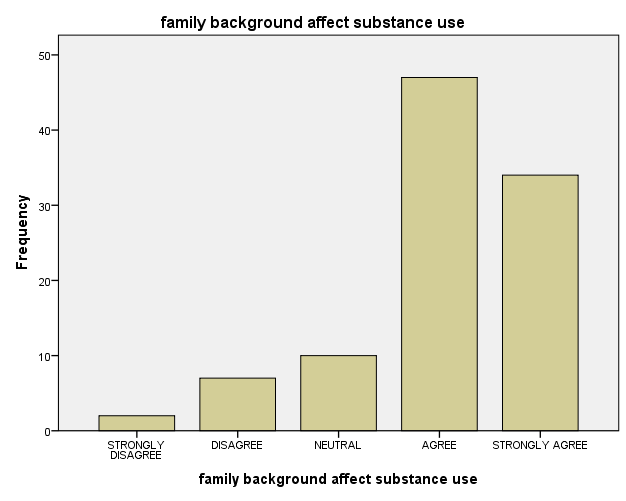 family background affect substance use
50
40
30
20
10
0
Frequency
STRONGLY
DISAGREE
DISAGREE
NEUTRAL
AGREE
STRONGLY AGREE
family background affect substance use